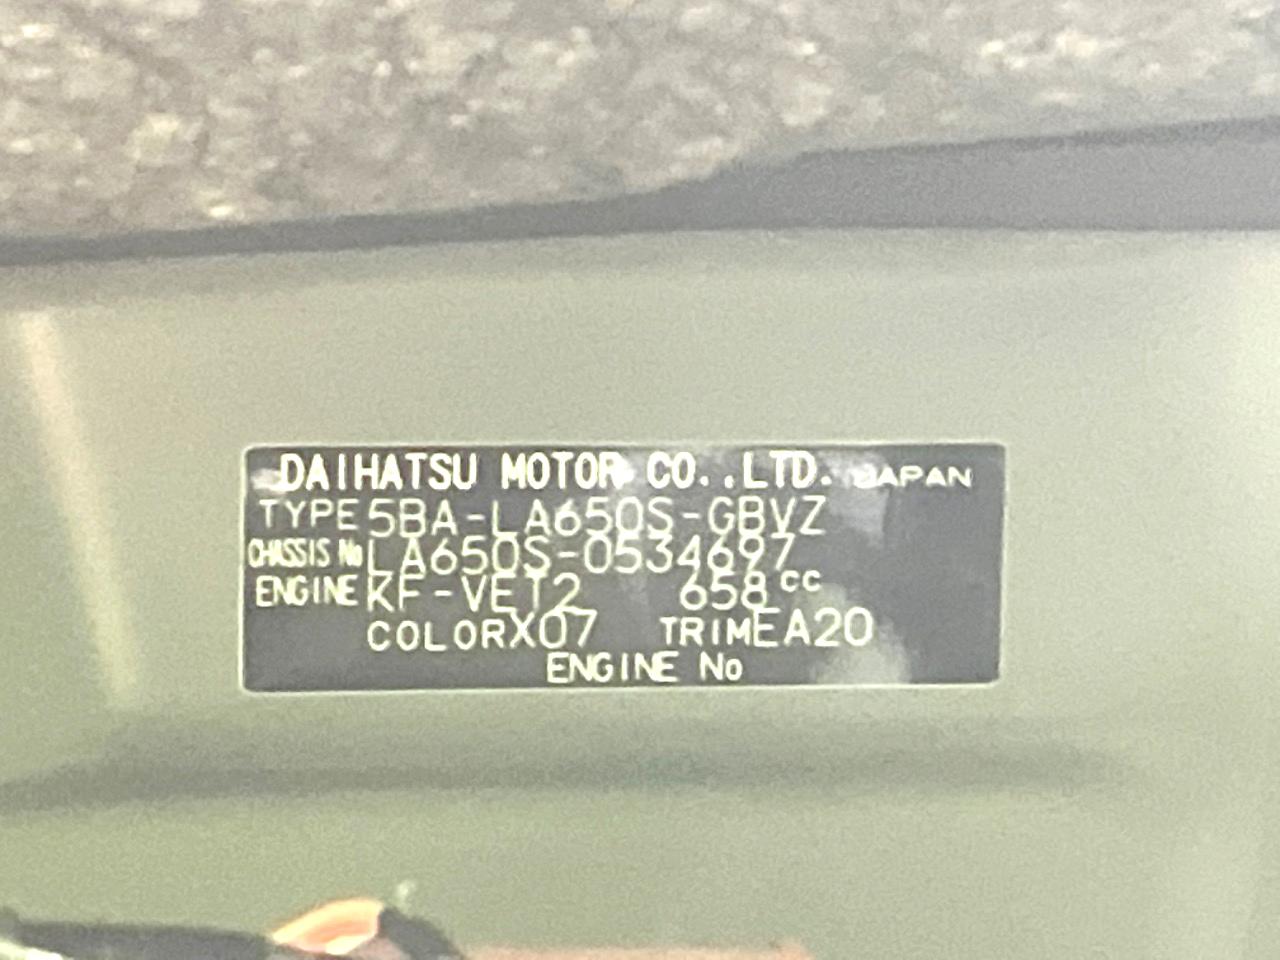 DAIHATSU MOTOR CO.,LTD. JAPAN
TYPE 5BA-LA650S-GBVZ
CHASSIS No LA650S-0534697
ENGINE KF-VET2 658cc
COLOR X07 TRIM EA20
ENGINE No